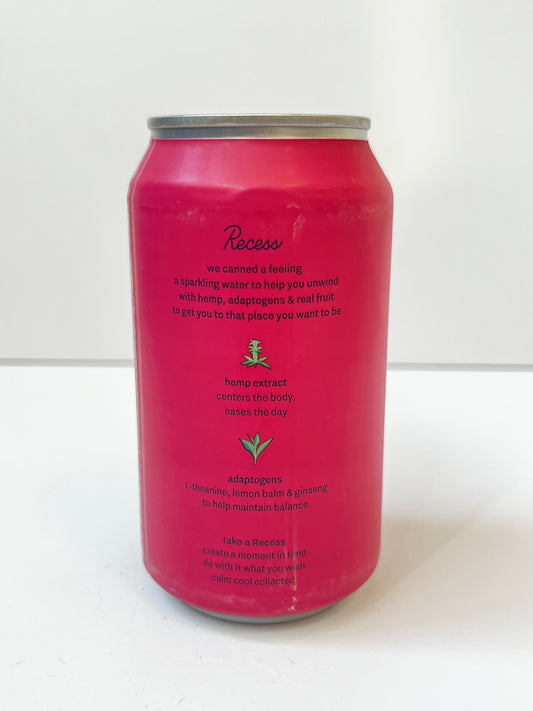 Recess
we canned a feeling
a sparkling water to help you unwind
with hemp, adaptogens & real fruit
to get you to that place you want to be
hemp extract
centers the body,
eases the day
adaptogens
L-theanine, lemon balm & ginseng
to help maintain balance
take a Recess
create a moment in time
do with it what you wish
calm cool collected